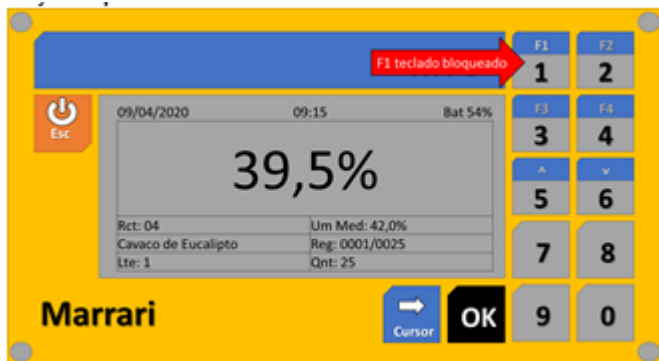 F1 teclado bloqueado
F1
1
F2
2
Esc
09/04/2020 09:15 Bat 54%
F3
3
F4
4
39,5%
^
5
v
6
Rct: 04 Um Med: 42,0%
Cavaco de Eucalipto Reg: 0001/0025
Lte: 1 Qnt: 25
7
8
Marrari
Cursor
OK
9
0